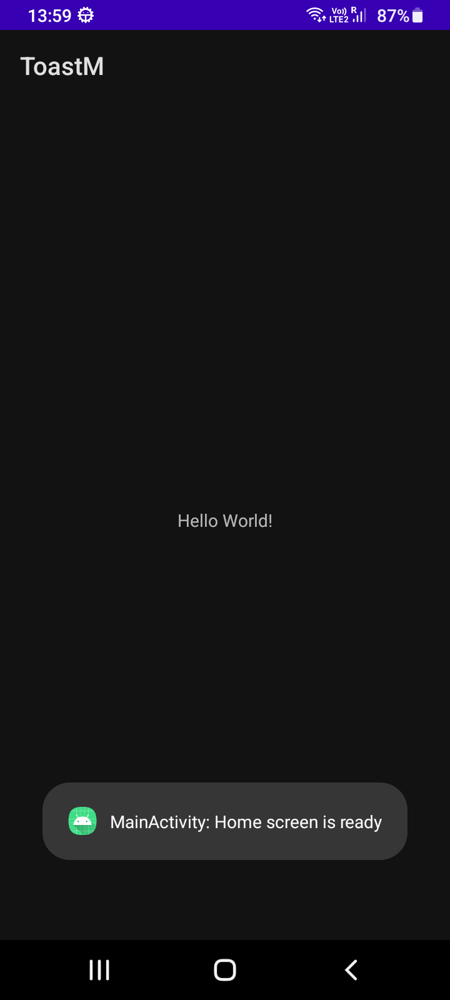 13:59 Vo)) R 87%
LTE2
ToastM
Hello World!
MainActivity: Home screen is ready